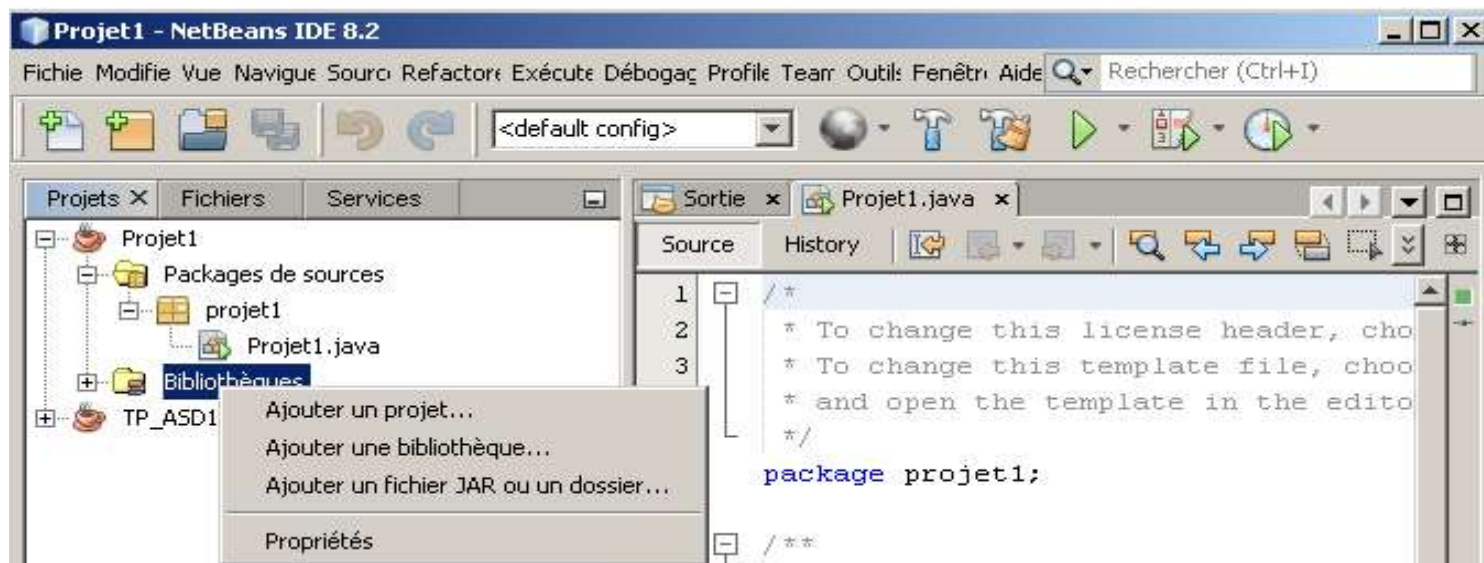 Projet1 - NetBeans IDE 8.2
Fichie Modifie Vue Navigue Sourc Refactore Exécute Débogag Profile Team Outils Fenêtr Aide Rechercher (Ctrl+I)
<default config>
Projets Fichiers Services
Sortie Projet1.java
Source History
Projet1
Packages de sources
projet1
Projet1.java
Bibliothèques
TP_ASD1
Ajouter un projet...
Ajouter une bibliothèque...
Ajouter un fichier JAR ou un dossier...
Propriétés
1 /*
2 * To change this license header, cho
3 * To change this template file, choo
* and open the template in the edito
*/
package projet1;
/**